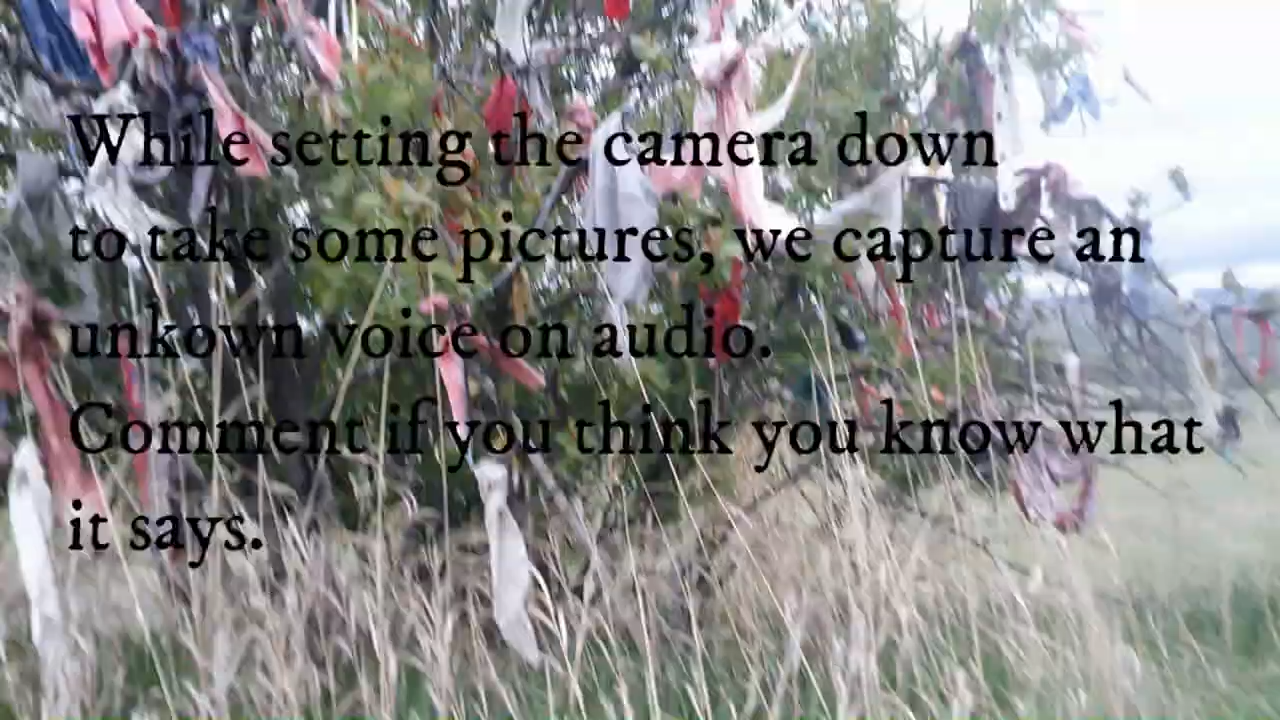 While setting the camera down
to take some pictures, we capture an
unkown voice on audio.
Comment if you think you know what
it says.